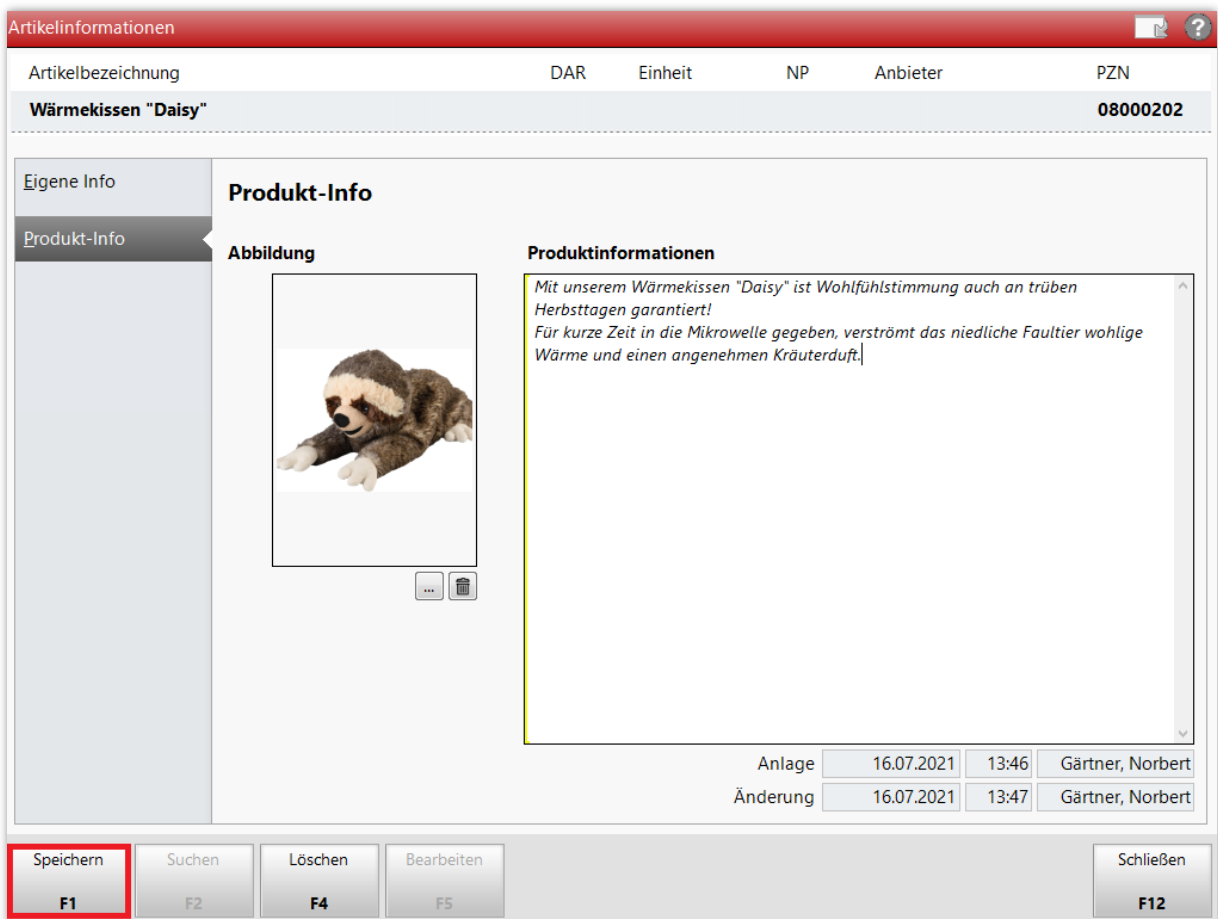 Artikelinformationen
?
Artikelbezeichnung DAR Einheit NP Anbieter PZN
Wärmekissen "Daisy" 08000202
Eigene Info
Produkt-Info
Produkt-Info
Abbildung
Produktinformationen
Mit unserem Wärmekissen "Daisy" ist Wohlfühlstimmung auch an trüben
Herbsttagen garantiert!
Für kurze Zeit in die Mikrowelle gegeben, verströmt das niedliche Faultier wohlige
Wärme und einen angenehmen Kräuterduft.
...
Anlage 16.07.2021 13:46 Gärtner, Norbert
Änderung 16.07.2021 13:47 Gärtner, Norbert
Speichern Suchen Löschen Bearbeiten Schließen
F1 F2 F4 F5 F12